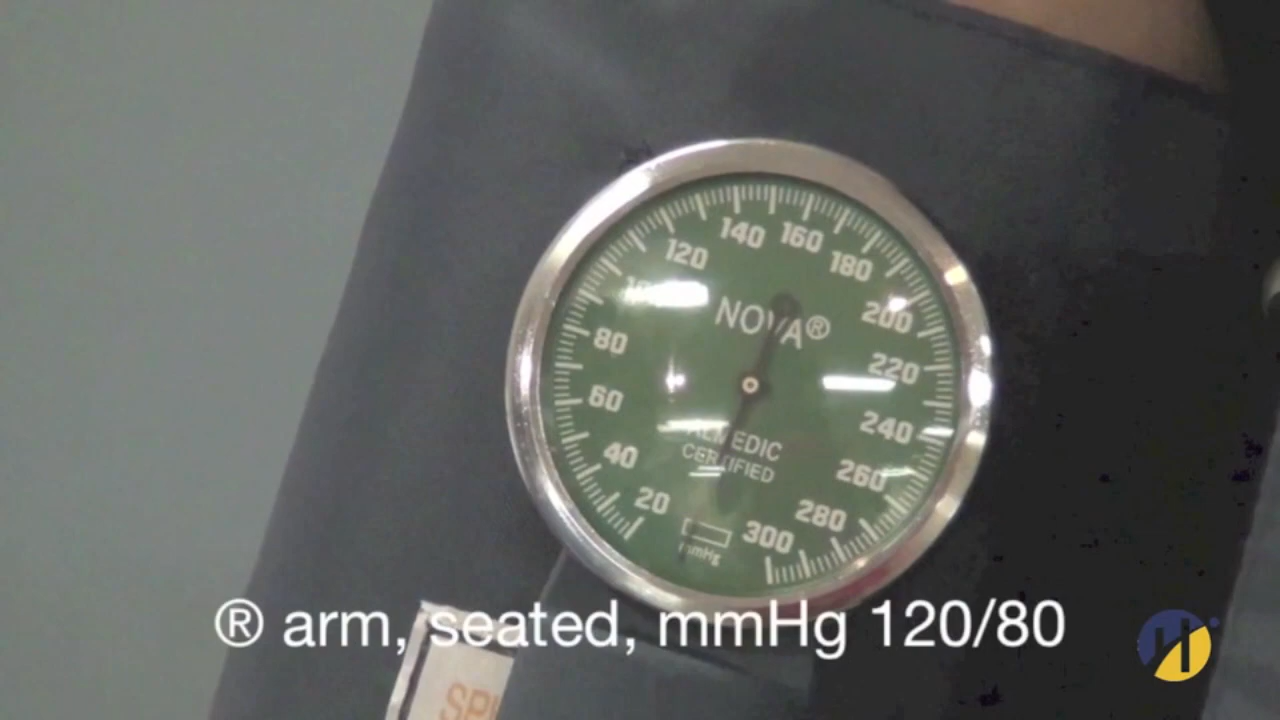 140 160
120 180
200
80 NOVA®
220
60
240
ALMEDIC
40 CERTIFIED 260
20 280
300
mmHg
® arm, seated, mmHg 120/80